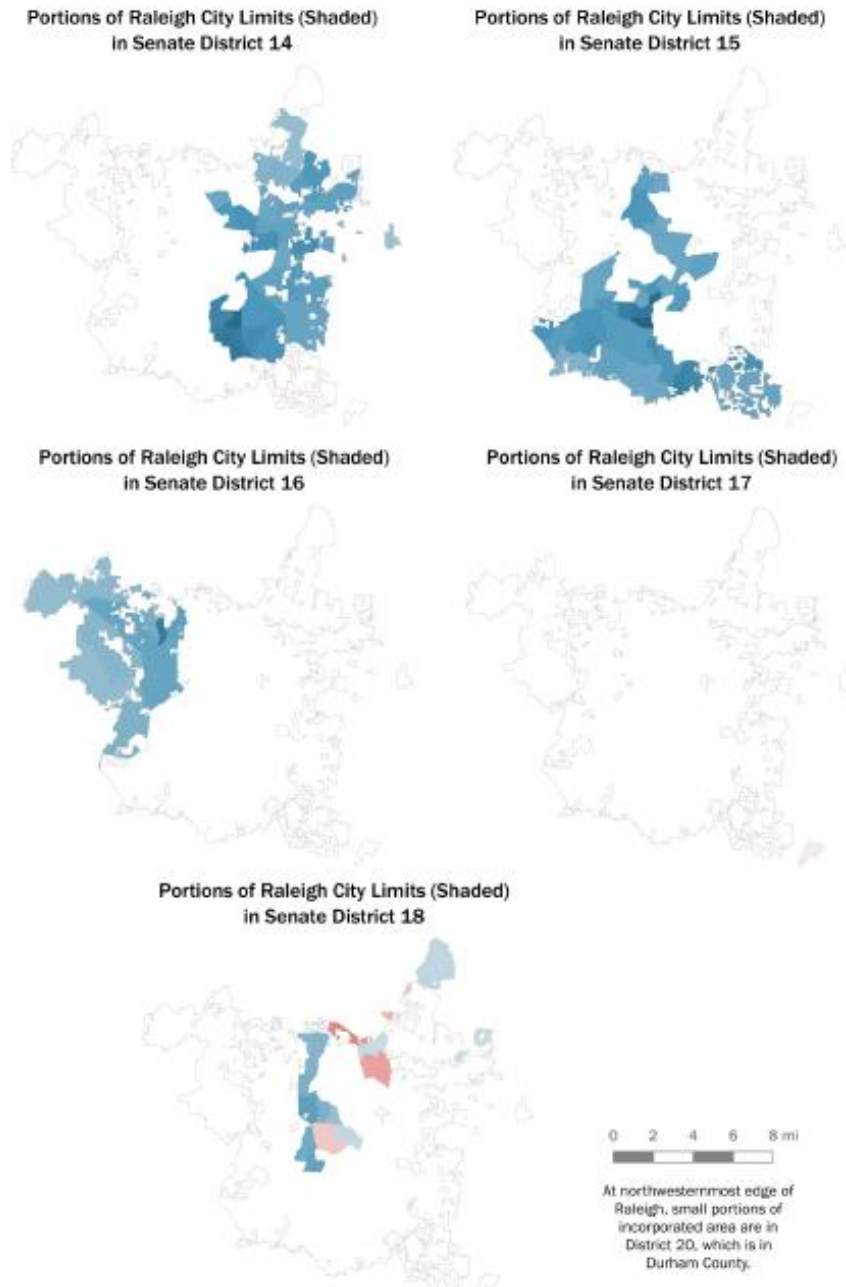 Portions of Raleigh City Limits (Shaded)
in Senate District 14
Portions of Raleigh City Limits (Shaded)
in Senate District 15
Portions of Raleigh City Limits (Shaded)
in Senate District 16
Portions of Raleigh City Limits (Shaded)
in Senate District 17
Portions of Raleigh City Limits (Shaded)
in Senate District 18
0 2 4 6 8 mi
At northwesternmost edge of
Raleigh, small portions of
incorporated area are in
District 20, which is in
Durham County.